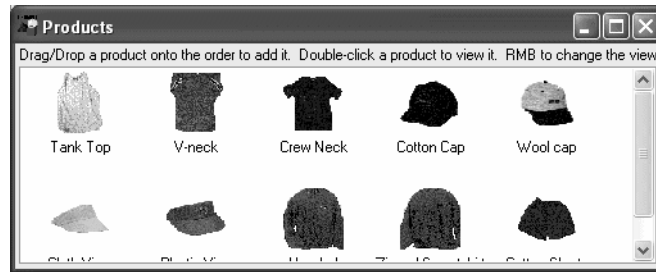 Products
Drag/Drop a product onto the order to add it. Double-click a product to view it. RMB to change the view
Tank Top V-neck Crew Neck Cotton Cap Wool cap